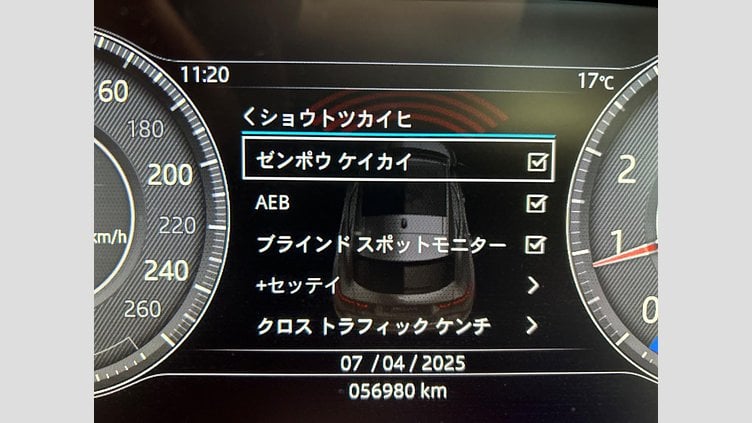 11:20
17℃
く ショウトツカイヒ
ゼンポウ ケイカイ
AEB
ブラインド スポットモニター
+セッテイ
クロス トラフィック ケンチ
07 /04 / 2025
056980 km
60
180
200
220
km/h
240
260
2
1
0